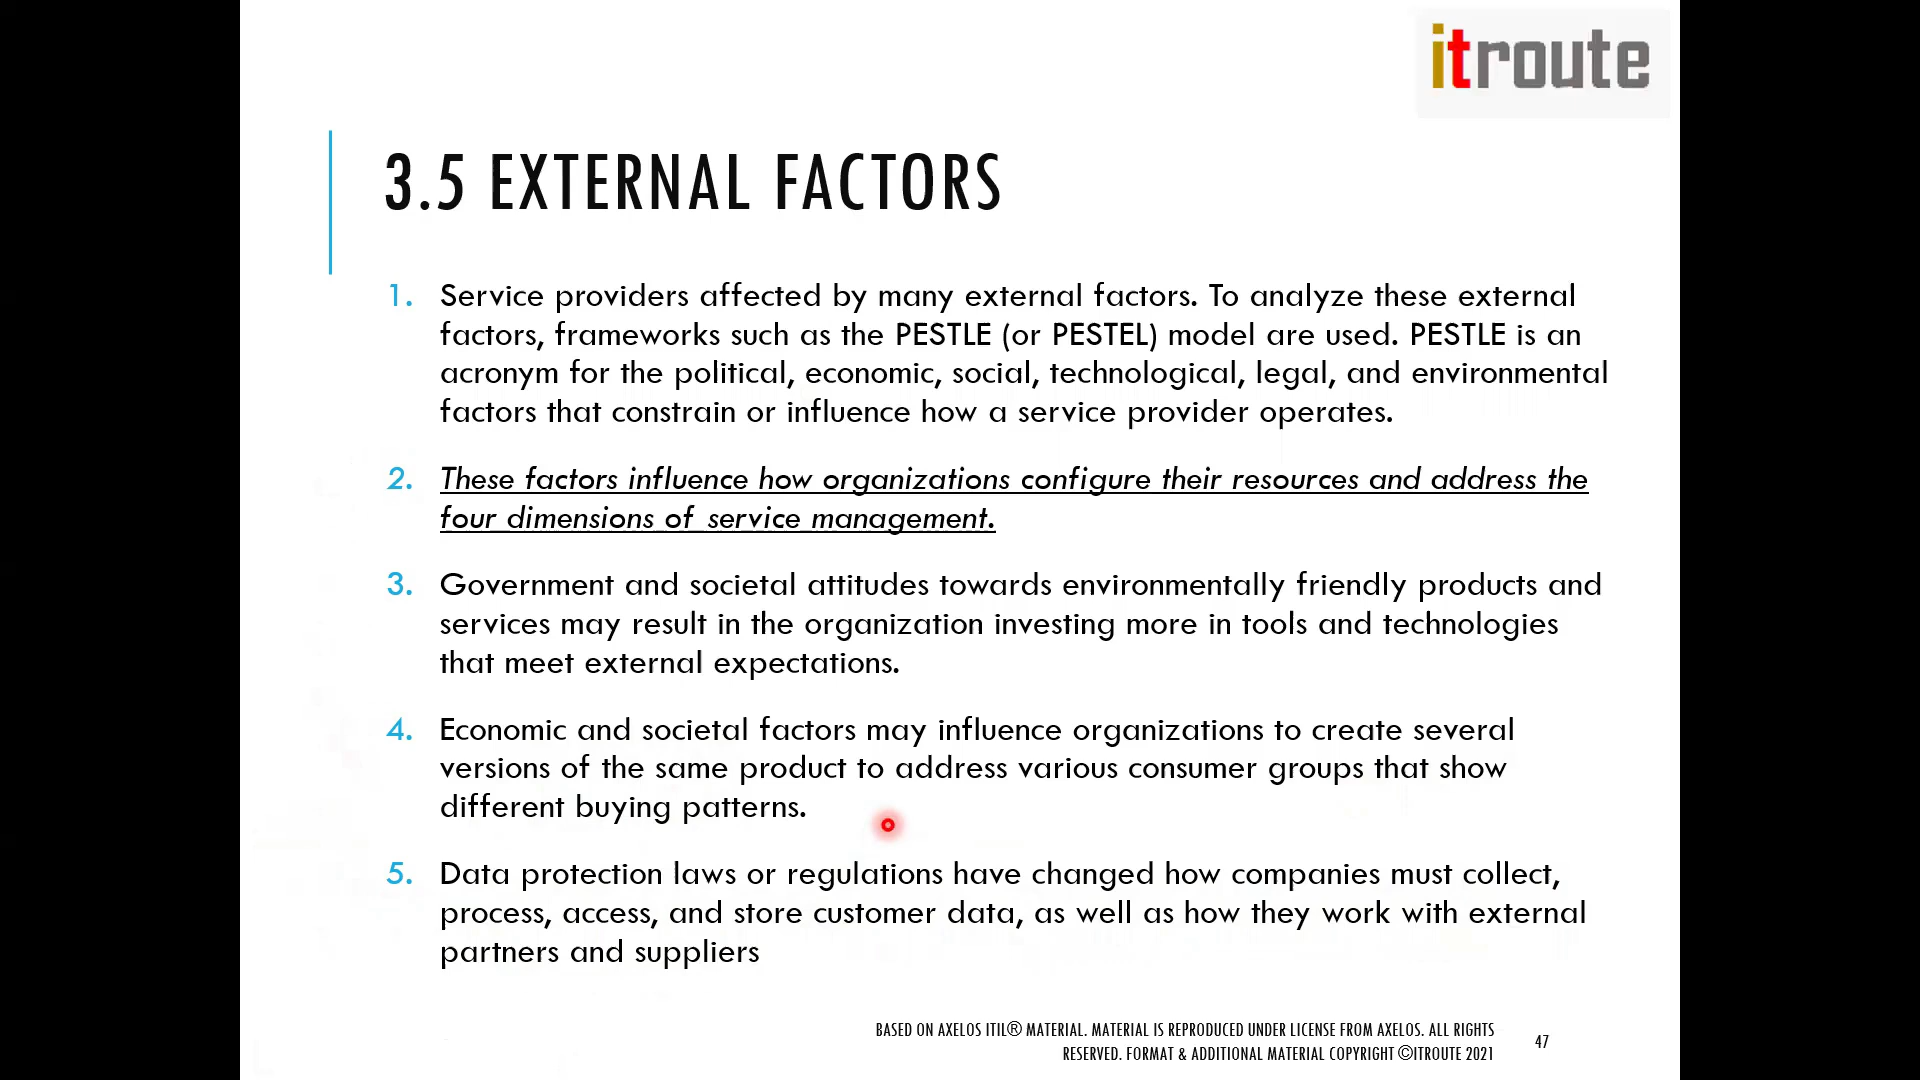 itroute
3.5 EXTERNAL FACTORS
1. Service providers affected by many external factors. To analyze these external
factors, frameworks such as the PESTLE (or PESTEL) model are used. PESTLE is an
acronym for the political, economic, social, technological, legal, and environmental
factors that constrain or influence how a service provider operates.
2. These factors influence how organizations configure their resources and address the
four dimensions of service management.
3. Government and societal attitudes towards environmentally friendly products and
services may result in the organization investing more in tools and technologies
that meet external expectations.
4. Economic and societal factors may influence organizations to create several
versions of the same product to address various consumer groups that show
different buying patterns.
5. Data protection laws or regulations have changed how companies must collect,
process, access, and store customer data, as well as how they work with external
partners and suppliers
BASED ON AXELOS ITIL® MATERIAL. MATERIAL IS REPRODUCED UNDER LICENSE FROM AXELOS. ALL RIGHTS
RESERVED. FORMAT & ADDITIONAL MATERIAL COPYRIGHT ©ITROUTE 2021
47